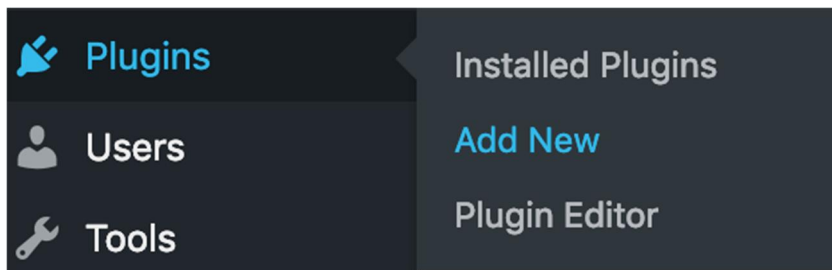 Plugins
Users
Tools
Installed Plugins
Add New
Plugin Editor